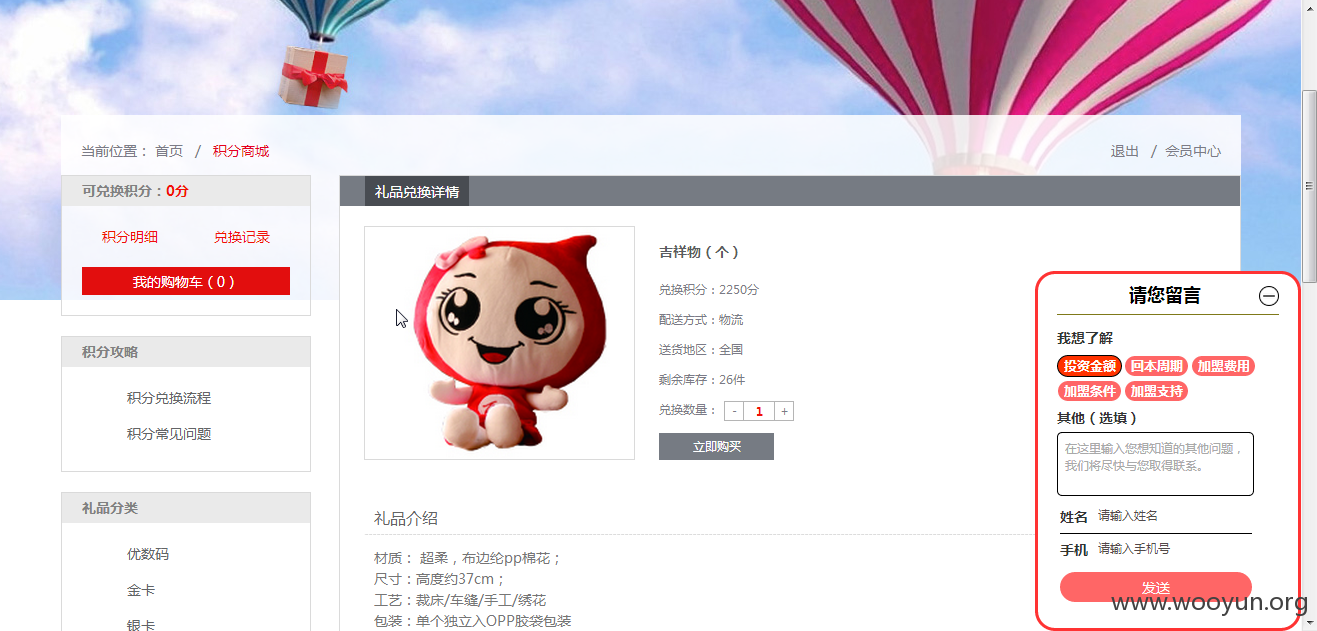 当前位置： 首页 / 积分商城
退出 / 会员中心
可兑换积分：0分
积分明细
兑换记录
我的购物车（0）
积分攻略
积分兑换流程
积分常见问题
礼品分类
优数码
金卡
银卡
礼品兑换详情
吉祥物（个）
兑换积分：2250分
配送方式：物流
送货地区：全国
剩余库存：26件
兑换数量： - 1 +
立即购买
礼品介绍
材质： 超柔，布边纶pp棉花；
尺寸：高度约37cm；
工艺：裁床/车缝/手工/绣花
包装：单个独立入OPP胶袋包装
请您留言
我想了解
投资金额 回本周期 加盟费用
加盟条件 加盟支持
其他（选填）
在这里输入您想知道的其他问题，
我们将尽快与您取得联系。
姓名 请输入姓名
手机 请输入手机号
发送
www.wooyun.org